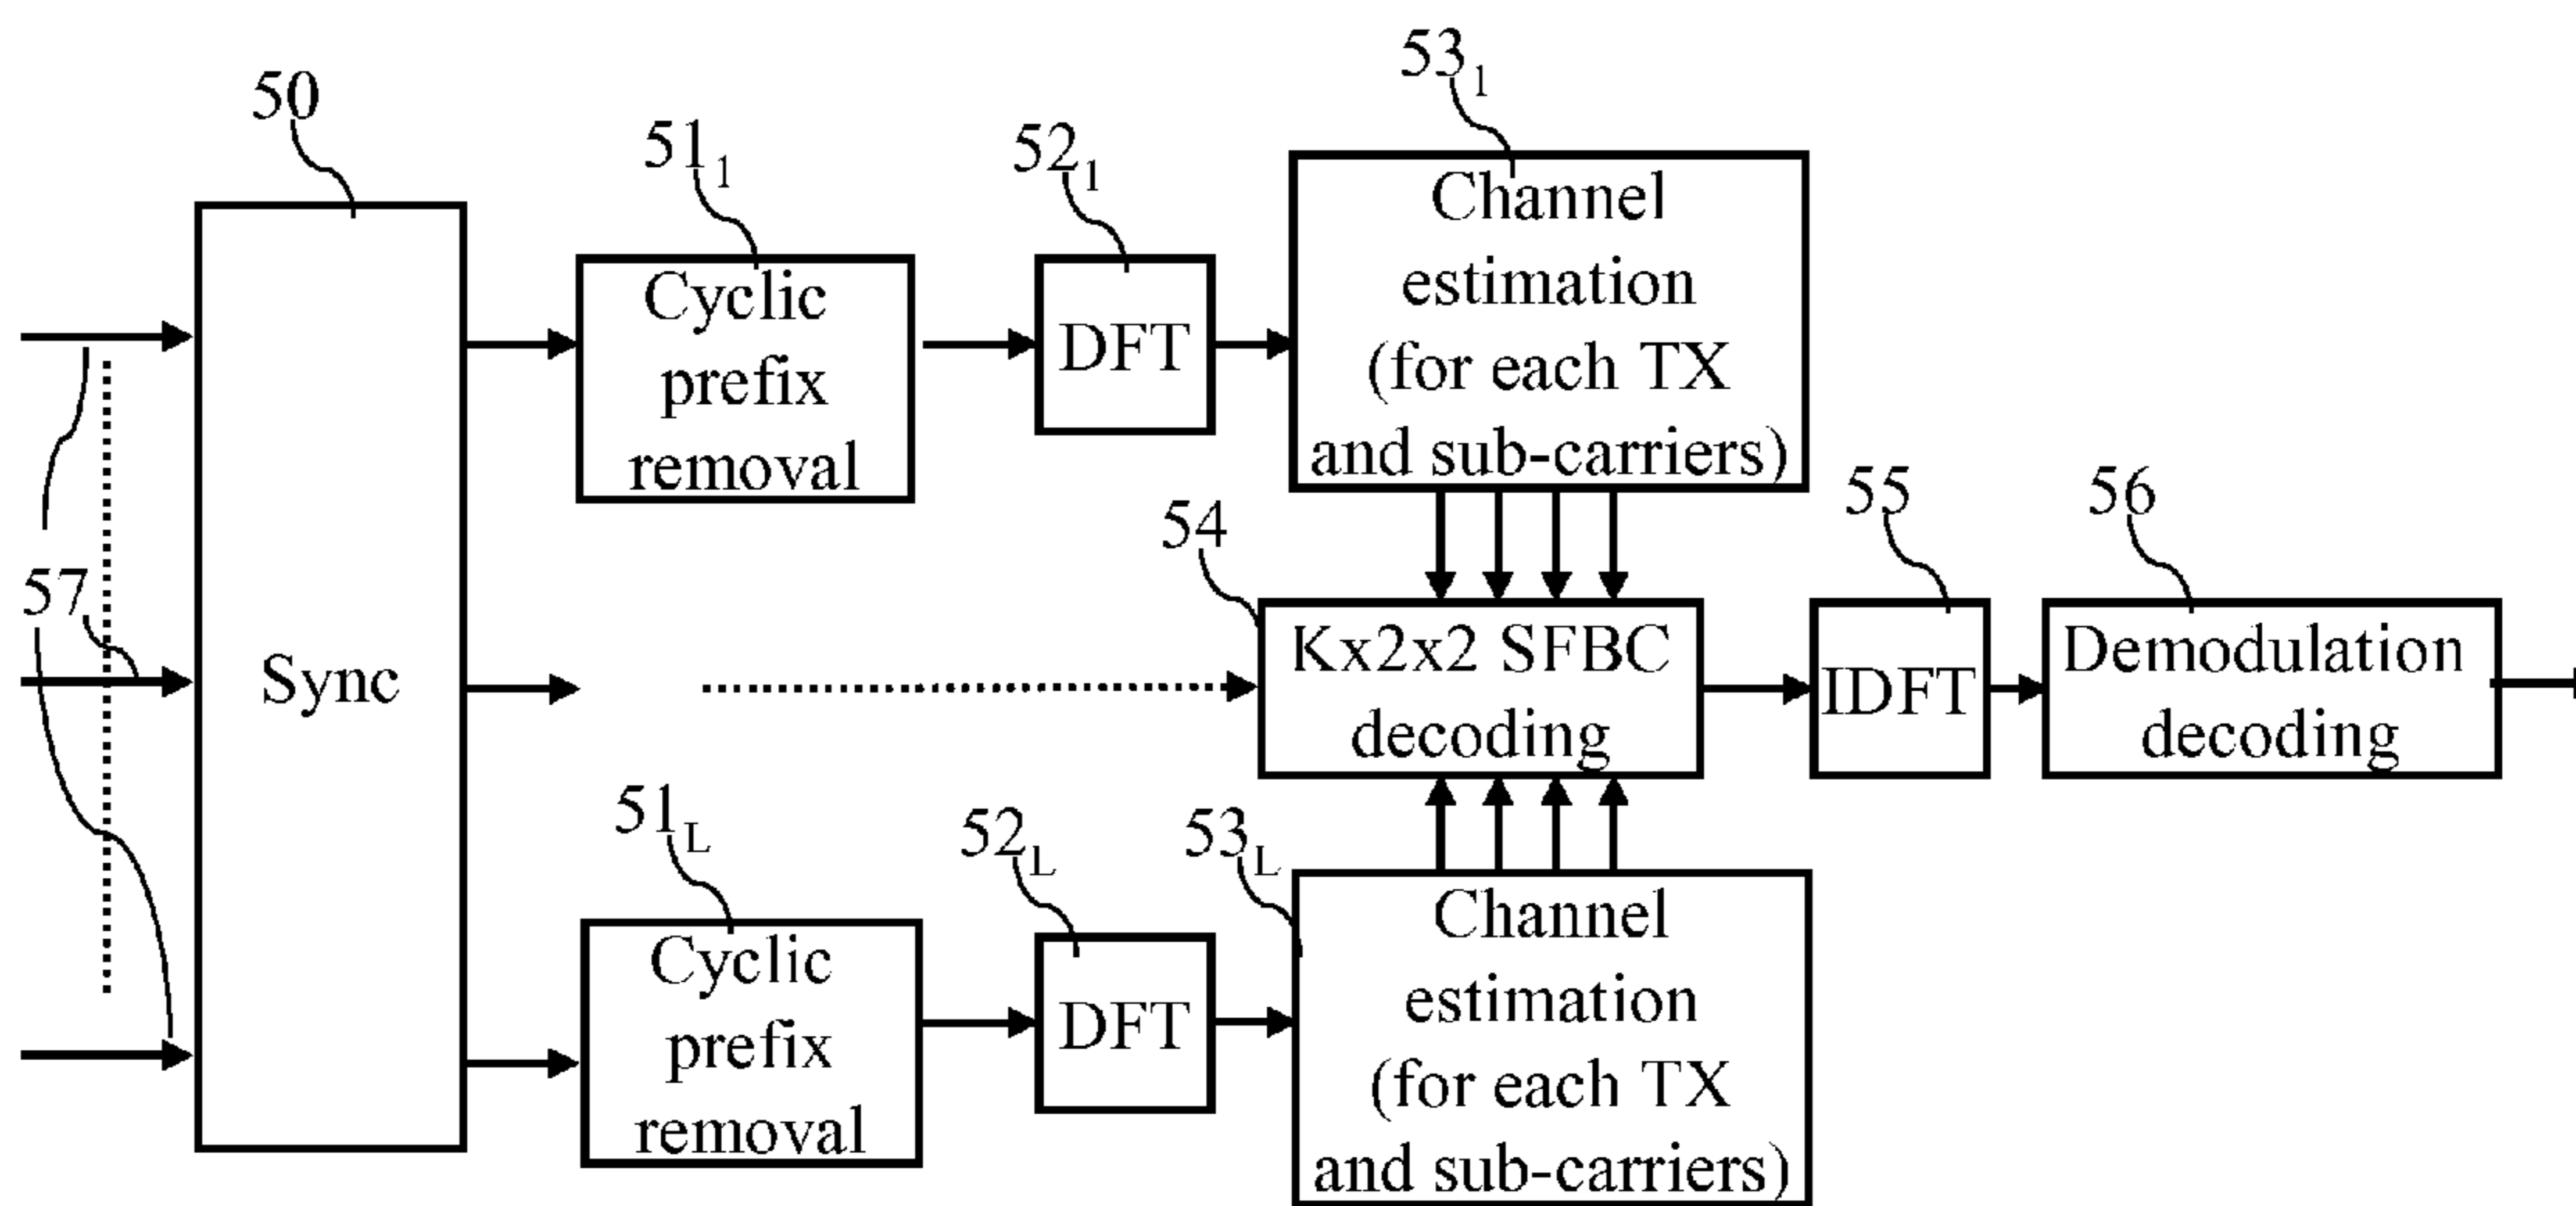 53₁
50
51₁
52₁
Channel
estimation
(for each TX
and sub-carriers)
Cyclic
prefix
removal
DFT
54
55
56
57
Sync
Kx2x2 SFBC
decoding
IDFT
Demodulation
decoding
51L
52L
53L
Cyclic
prefix
removal
DFT
Channel
estimation
(for each TX
and sub-carriers)